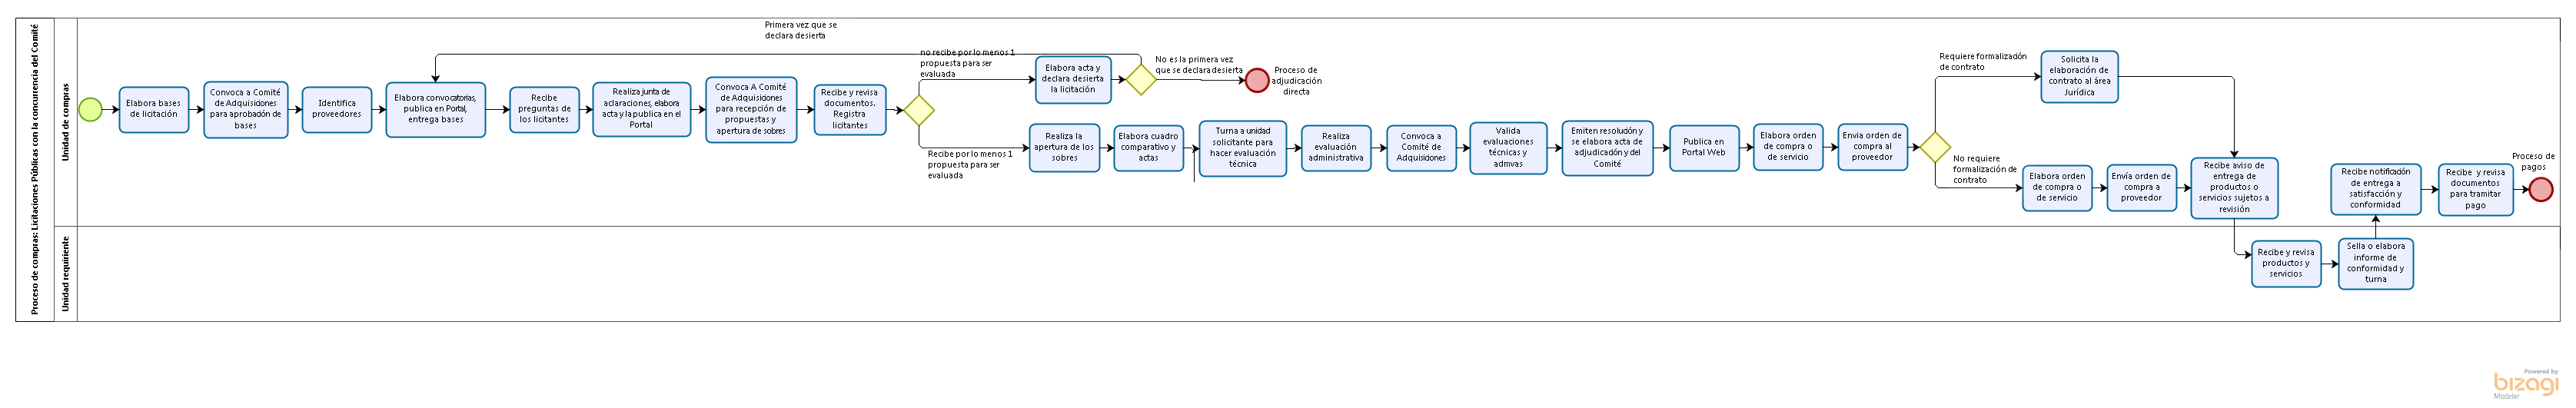 Proceso de compras: Licitaciones Públicas con la concurrencia del Comité
Unidad de compras
Unidad requiriente
Primera vez que se
declara desierta
Elabora bases
de licitación
Convoca a Comité
de Adquisiciones
para aprobación de
bases
Identifica
proveedores
Elabora convocatorias,
publica en Portal,
entrega bases
Recibe
preguntas de
los licitantes
Realiza junta de
aclaraciones, elabora
acta y la publica en el
Portal
Convoca A Comité
de Adquisiciones
para recepción de
propuestas y
apertura de sobres
Recibe y revisa
documentos.
Registra
licitantes
no recibe por lo menos 1
propuesta para ser
evaluada
Elabora acta y
declara desierta
la licitación
No es la primera vez
que se declara desierta
Proceso de
adjudicación
directa
Recibe por lo menos 1
propuesta para ser
evaluada
Realiza la
apertura de los
sobres
Elabora cuadro
comparativo y
actas
Turna a unidad
solicitante para
hacer evaluación
técnica
Realiza
evaluación
administrativa
Convoca a
Comité de
Adquisiones
Valida
evaluaciones
técnicas y
admvas
Emiten resolución y
se elabora acta de
adjudicación y del
Comité
Publica en
Portal Web
Elabora orden
de compra o
de servicio
Envia orden de
compra al
proveedor
Requiere formalización
de contrato
Solicita la
elaboración de
contrato al área
Jurídica
No requiere
formalización de
contrato
Elabora orden
de compra o
de servicio
Envía orden de
compra a
proveedor
Recibe aviso de
entrega de
productos o
servicios sujetos a
revisión
Recibe y revisa
productos y
servicios
Sella o elabora
informe de
conformidad y
turna
Recibe notificación
de entrega a
satisfacción y
conformidad
Recibe y revisa
documentos
para tramitar
pago
Proceso de
pagos
Powered by
bizagi
Modeler